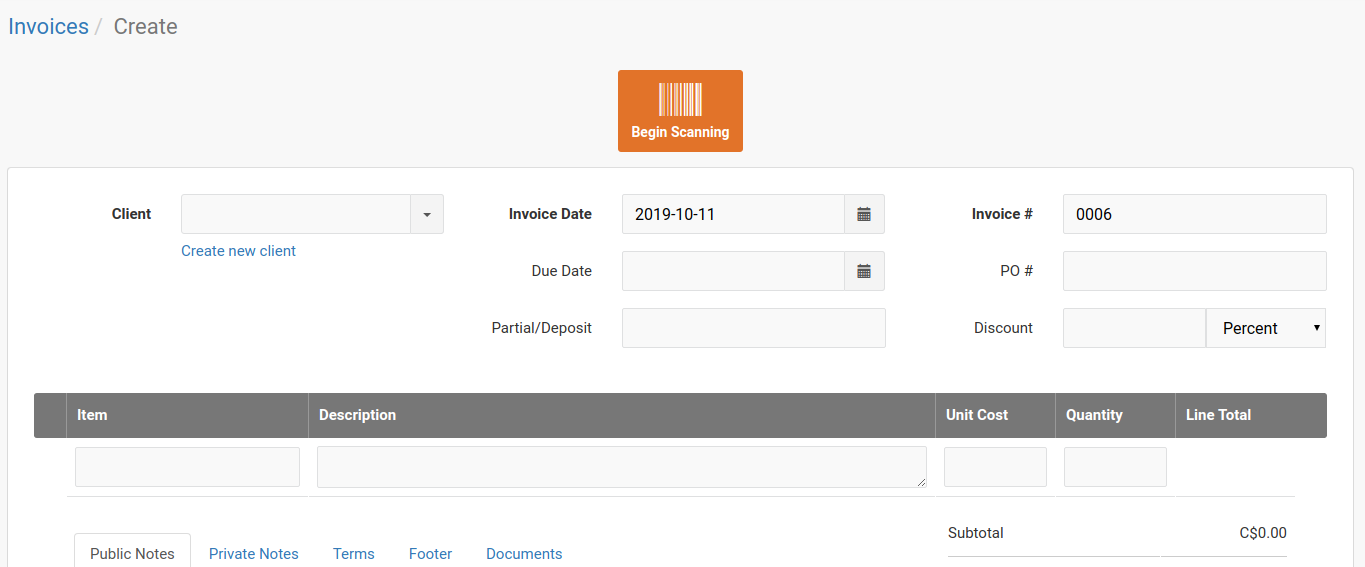 Invoices / Create
Begin Scanning
Client Invoice Date 2019-10-11 Invoice # 0006
Create new client
Due Date PO #
Partial/Deposit Discount Percent
Item Description Unit Cost Quantity Line Total
Subtotal C$0.00
Public Notes Private Notes Terms Footer Documents